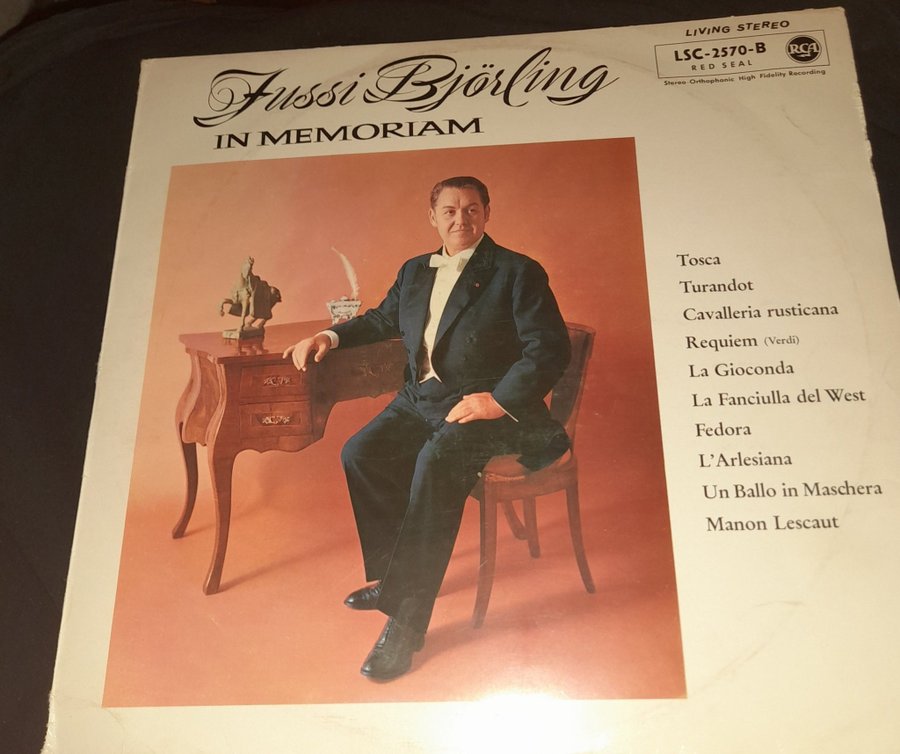 LIVING STEREO
LSC-2570-B
RCA
RED SEAL
Stereo Orthophonic High Fidelity Recording
Jussi Björling
IN MEMORIAM
Tosca
Turandot
Cavalleria rusticana
Requiem (Verdi)
La Gioconda
La Fanciulla del West
Fedora
L'Arlesiana
Un Ballo in Maschera
Manon Lescaut